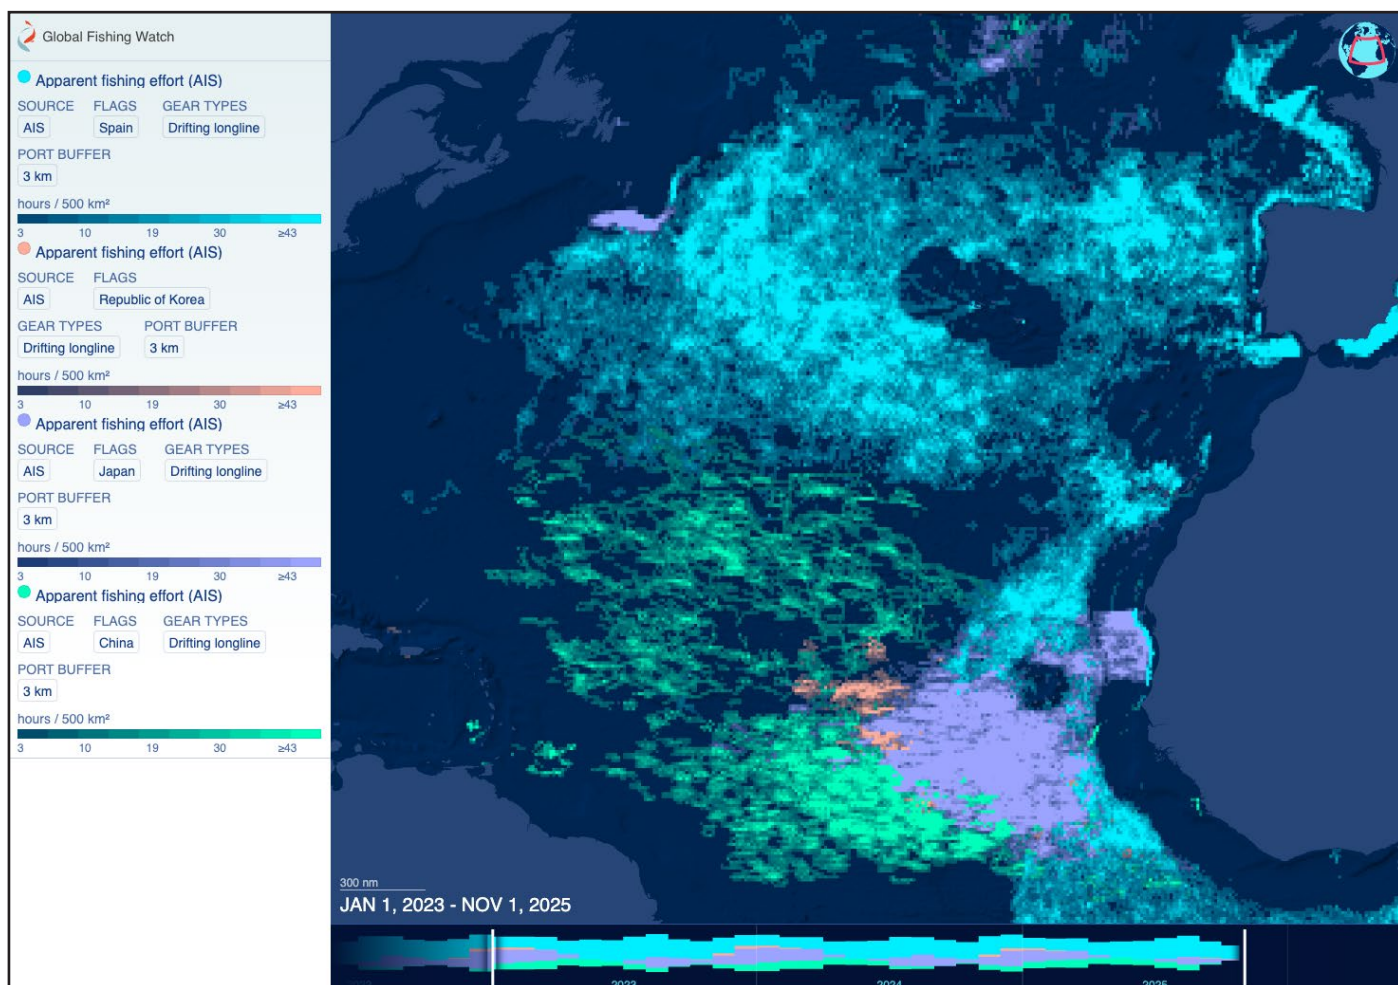 Global Fishing Watch
Apparent fishing effort (AIS)
SOURCE FLAGS GEAR TYPES
AIS Spain Drifting longline
PORT BUFFER
3 km
hours / 500 km²
3 10 19 30 ≥43
Apparent fishing effort (AIS)
SOURCE FLAGS
AIS Republic of Korea
GEAR TYPES PORT BUFFER
Drifting longline 3 km
hours / 500 km²
3 10 19 30 ≥43
Apparent fishing effort (AIS)
SOURCE FLAGS GEAR TYPES
AIS Japan Drifting longline
PORT BUFFER
3 km
hours / 500 km²
3 10 19 30 ≥43
Apparent fishing effort (AIS)
SOURCE FLAGS GEAR TYPES
AIS China Drifting longline
PORT BUFFER
3 km
hours / 500 km²
3 10 19 30 ≥43
300 nm
JAN 1, 2023 - NOV 1, 2025
2023 2024 2025